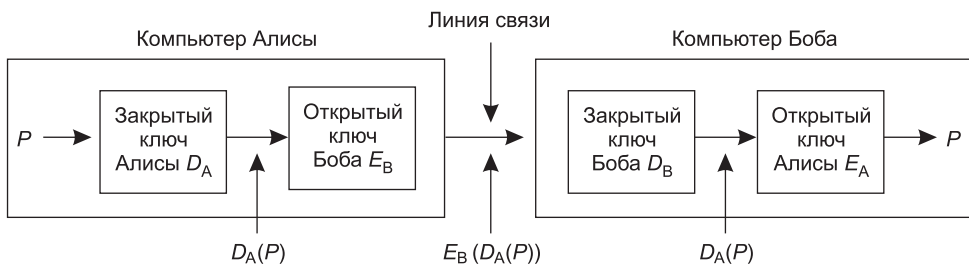 Линия связи
Компьютер Алисы
Компьютер Боба
P
Закрытый
ключ
Алисы D_A
Открытый
ключ
Боба E_B
Закрытый
ключ
Боба D_B
Открытый
ключ
Алисы E_A
P
D_A(P)
E_B (D_A(P))
D_A(P)